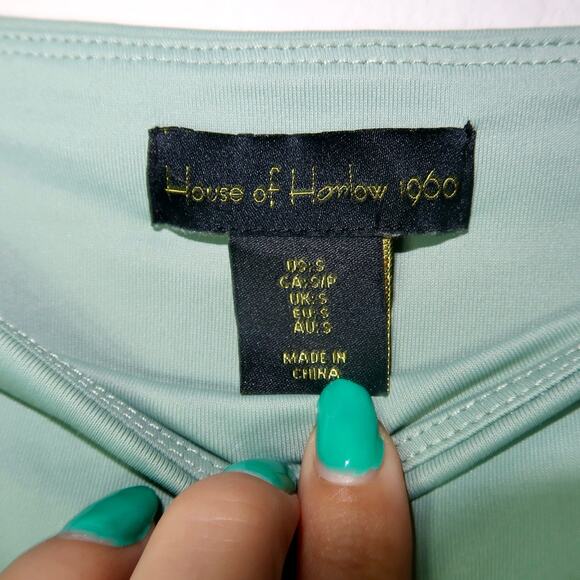 House of Harlow 1960
US:S
CA:S/P
UK:S
EU:S
AU:S
MADE IN
CHINA